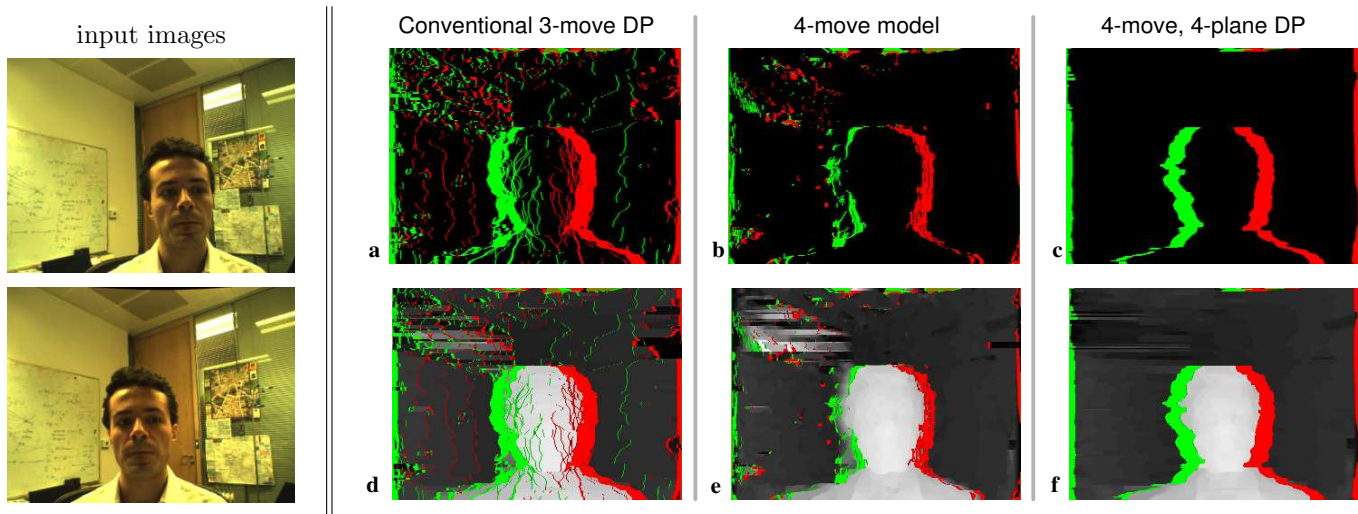 input images
Conventional 3-move DP
4-move model
4-move, 4-plane DP
a
b
c
d
e
f